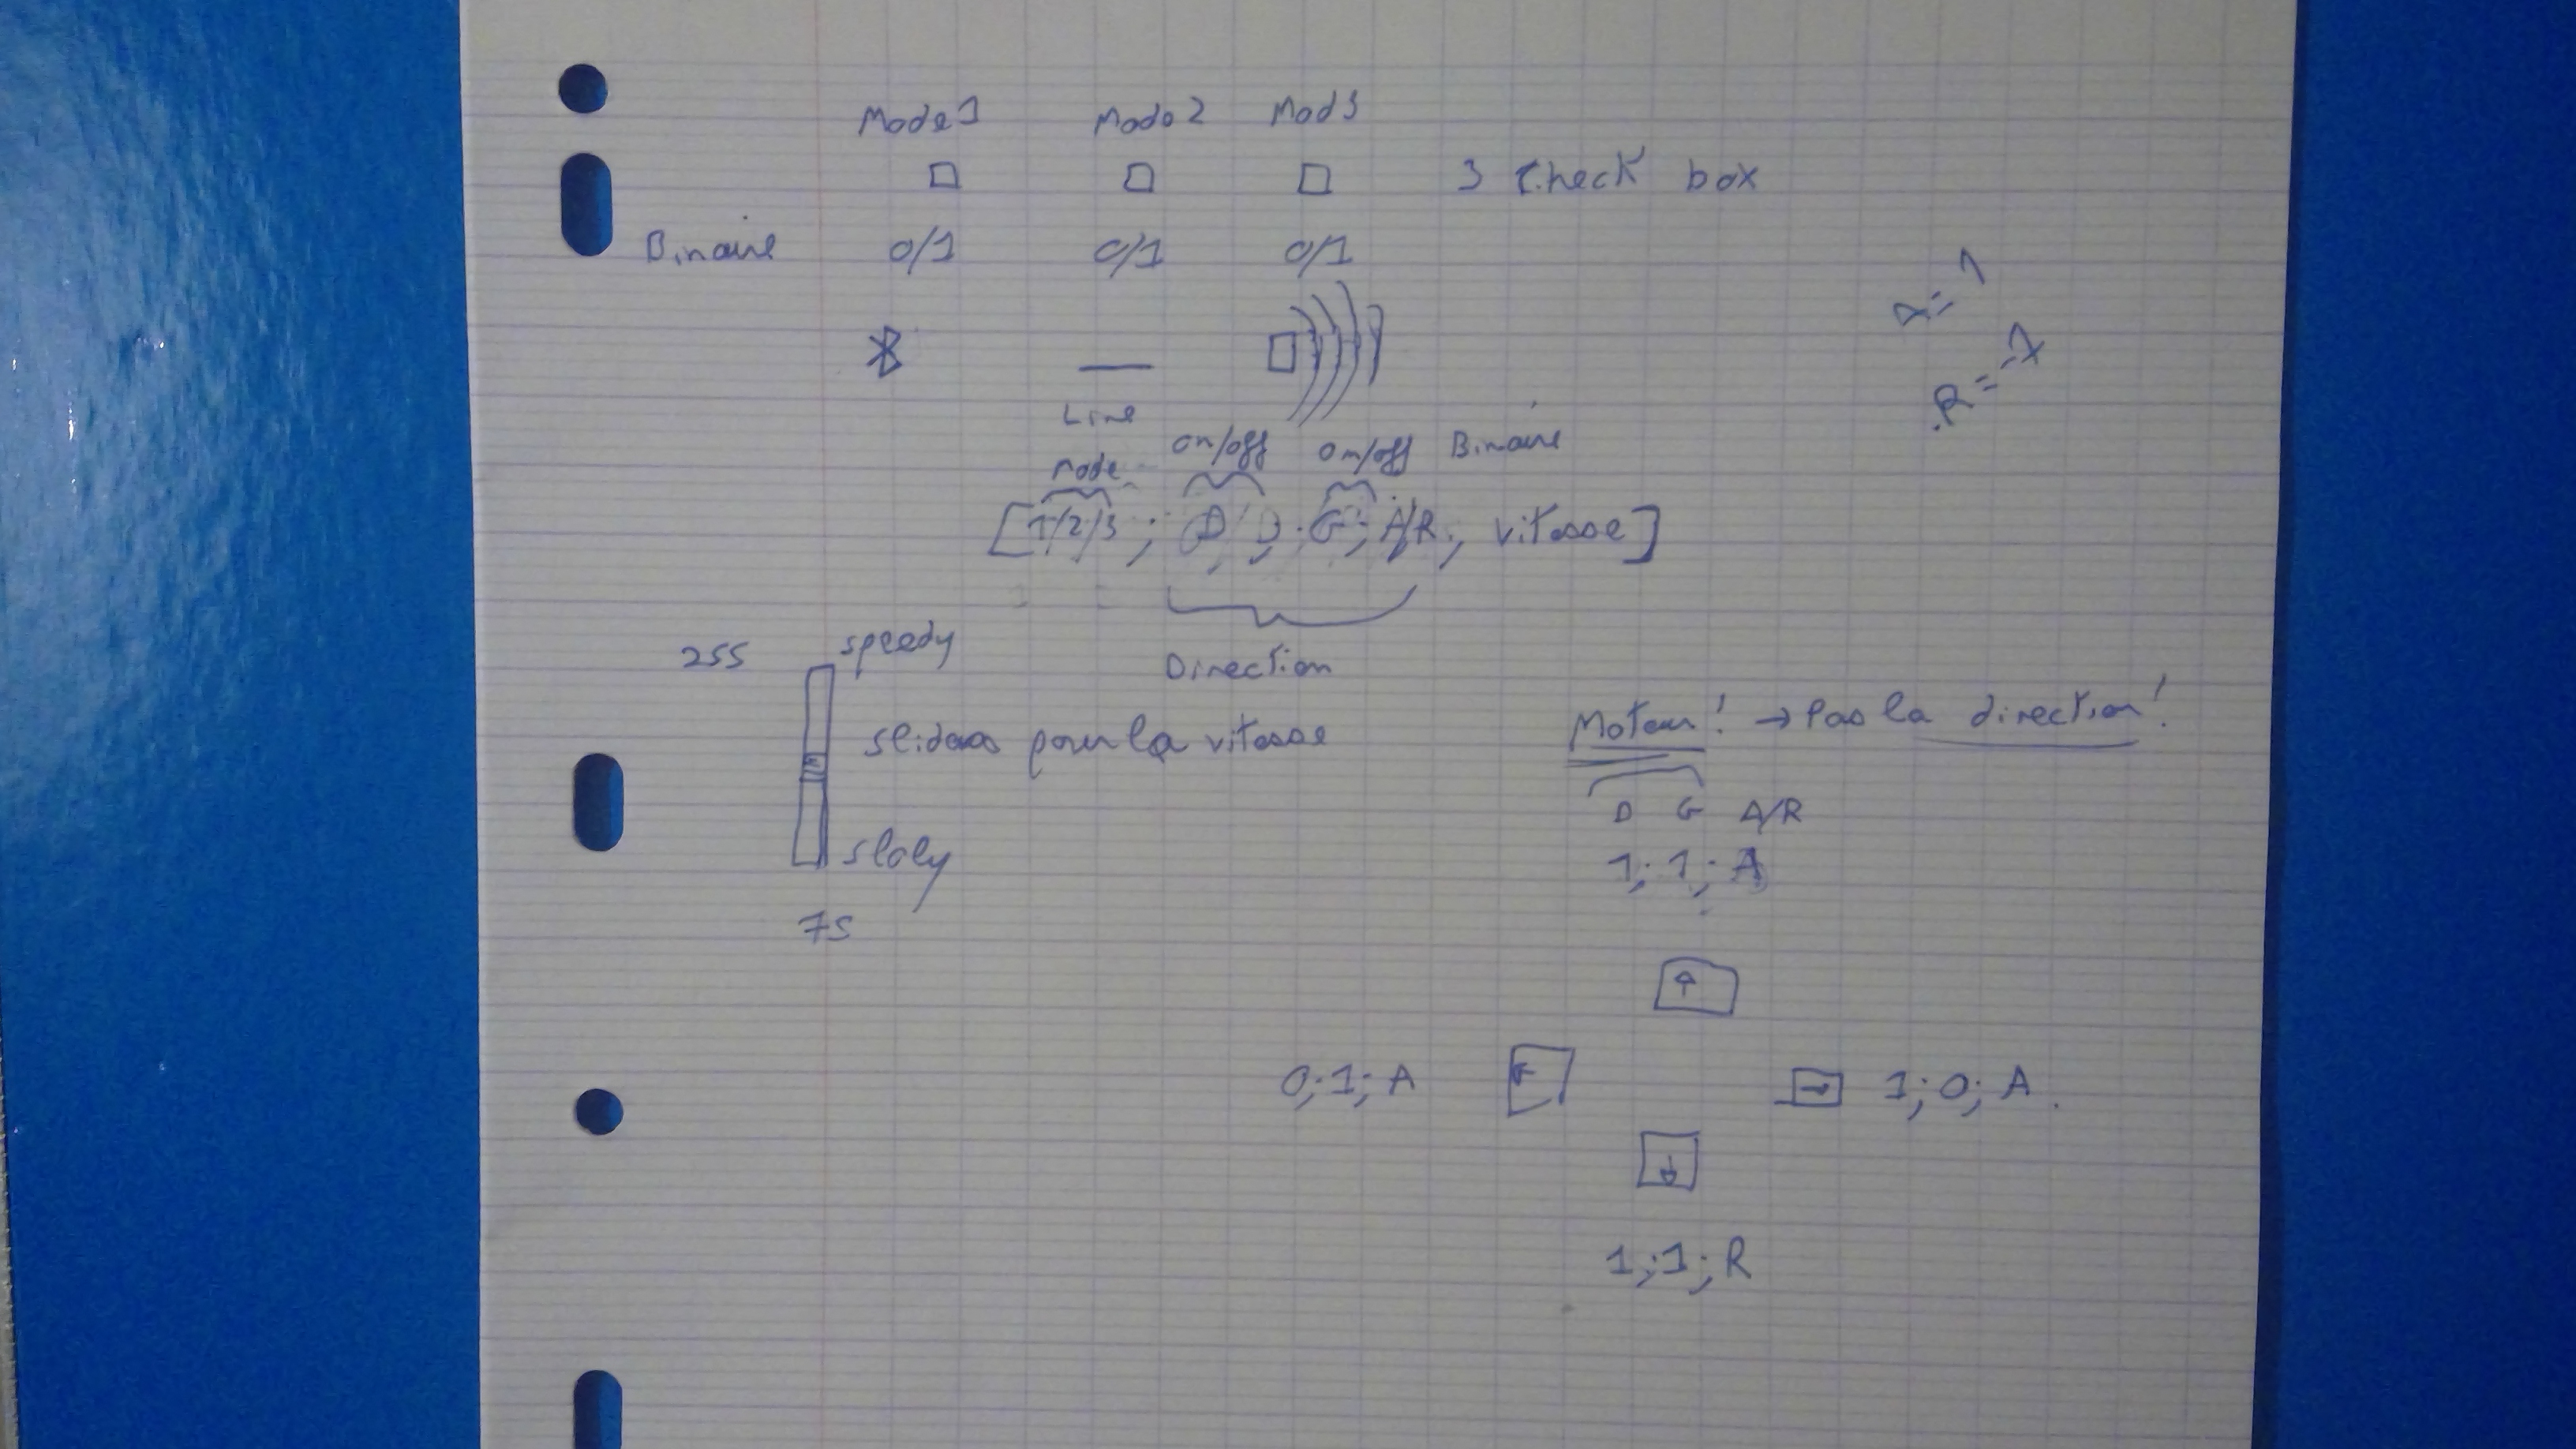 Mode 1 Mode 2 Mod 3
3 Check box
Binaire 0/1 0/1 0/1
A = 1
R = -1
Line
Mode on/off on/off Binaire
[1/2/3 ; D ; G ; A/R ; vitesse]
Direction
255 speedy
sliders pour la vitesse
Moteur ! → Pas la direction !
D G A/R
1 ; 1 ; A
sloly
75
0 ; 1 ; A
1 ; 0 ; A
1 ; 1 ; R